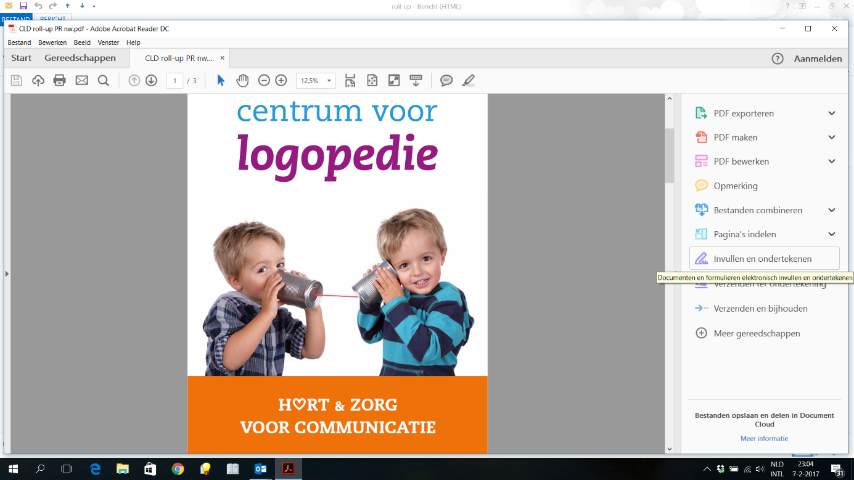 roll-up - Bericht (HTML)
BESTAND BERICHT
CLD roll-up PR nw.pdf - Adobe Acrobat Reader DC
Bestand Bewerken Beeld Venster Help
Start Gereedschappen CLD roll-up PR nw... × Aanmelden
1 / 3 12,5%
centrum voor
logopedie
H♡RT & ZORG
VOOR COMMUNICATIE
PDF exporteren
PDF maken
PDF bewerken
Opmerking
Bestanden combineren
Pagina's indelen
Invullen en ondertekenen
Documenten en formulieren elektronisch invullen en ondertekenen
Verzenden ter ondertekening
Verzenden en bijhouden
Meer gereedschappen
Bestanden opslaan en delen in Document
Cloud
Meer informatie
NLD 23:04
INTL 7-2-2017 31